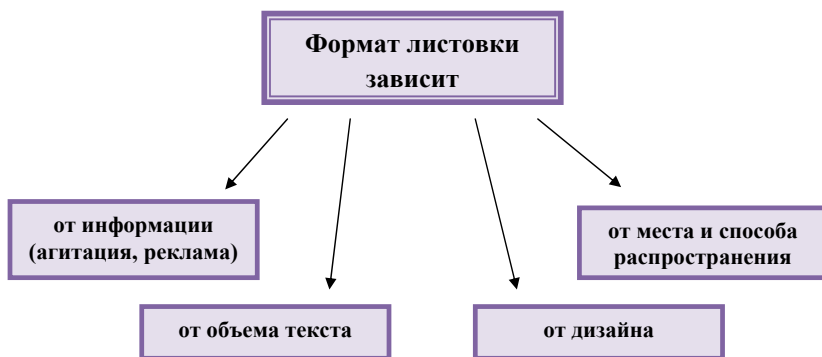 Формат листовки
зависит
от информации
(агитация, реклама)
от места и способа
распространения
от объема текста
от дизайна